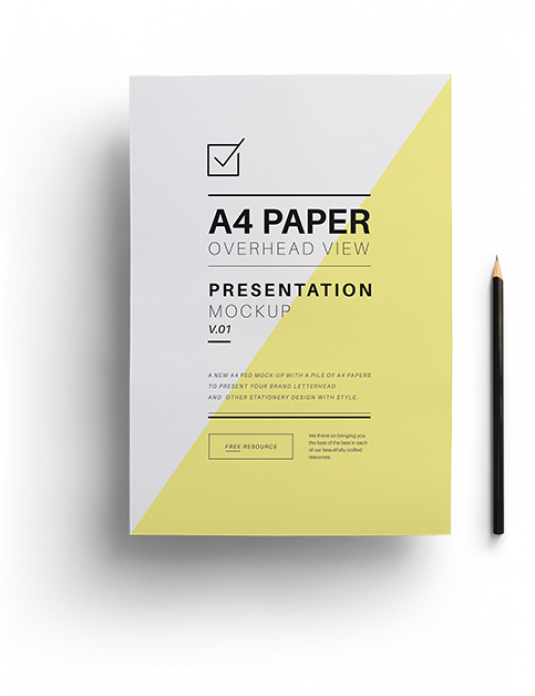 A4 PAPER
OVERHEAD VIEW
PRESENTATION
MOCKUP
V.01
A NEW A4 PSD MOCK-UP WITH A PILE OF A4 PAPERS
TO PRESENT YOUR BRAND LETTERHEAD
AND OTHER STATIONERY DESIGN WITH STYLE.
FREE RESOURCE
We thrive on bringing you
the best of the best in each
of our beautifully crafted
resources.